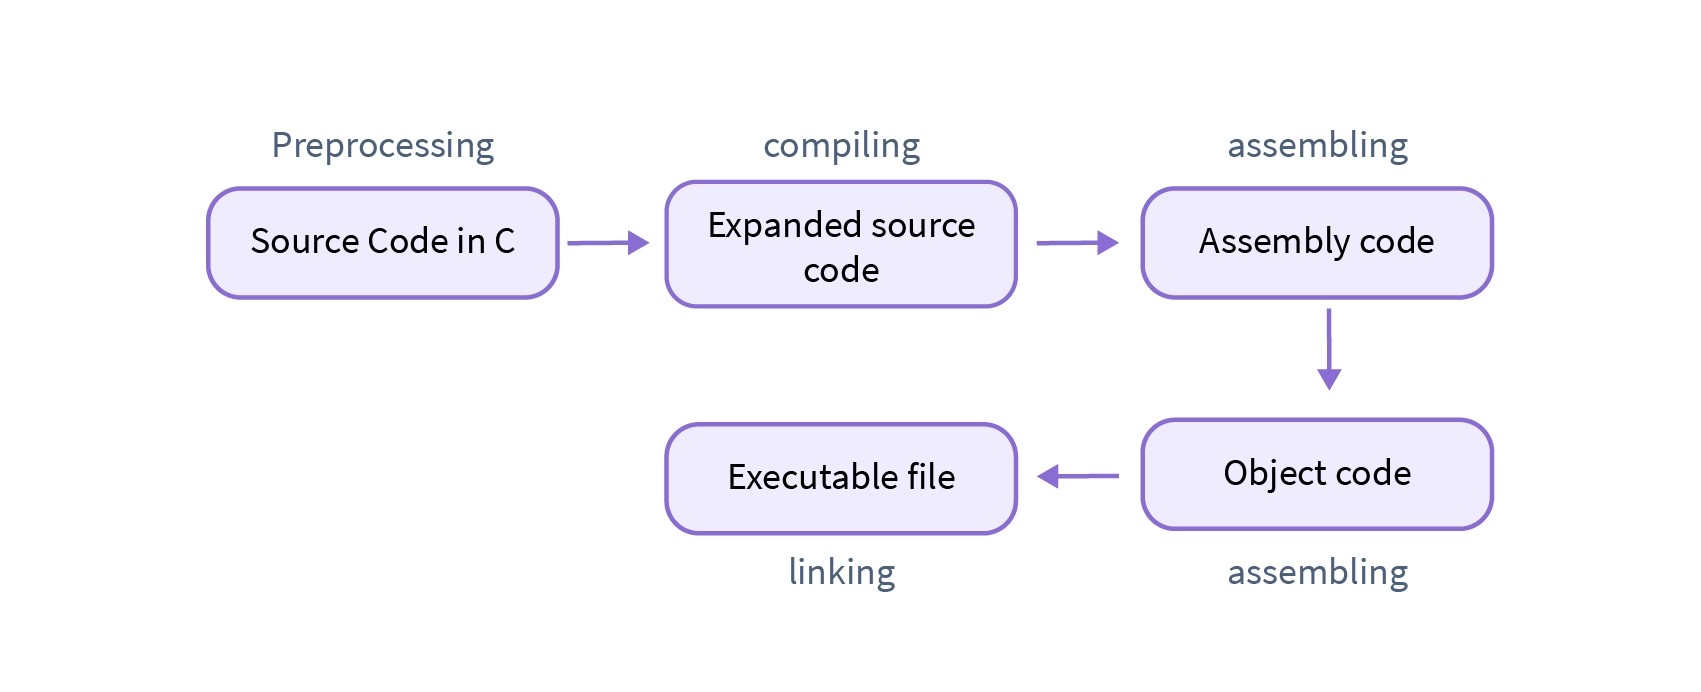 Preprocessing
compiling
assembling
Source Code in C
Expanded source
code
Assembly code
Executable file
Object code
linking
assembling